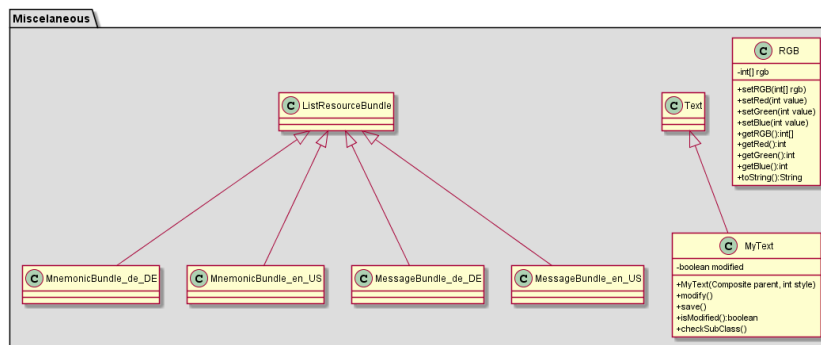 Miscelaneous
C RGB
-int[] rgb
+setRGB(int[] rgb)
+setRed(int value)
+setGreen(int value)
+setBlue(int value)
+getRGB():int[]
+getRed():int
+getGreen():int
+getBlue():int
+toString():String
C ListResourceBundle
C Text
C MnemonicBundle_de_DE
C MnemonicBundle_en_US
C MessageBundle_de_DE
C MessageBundle_en_US
C MyText
-boolean modified
+MyText(Composite parent, int style)
+modify()
+save()
+isModified():boolean
+checkSubClass()